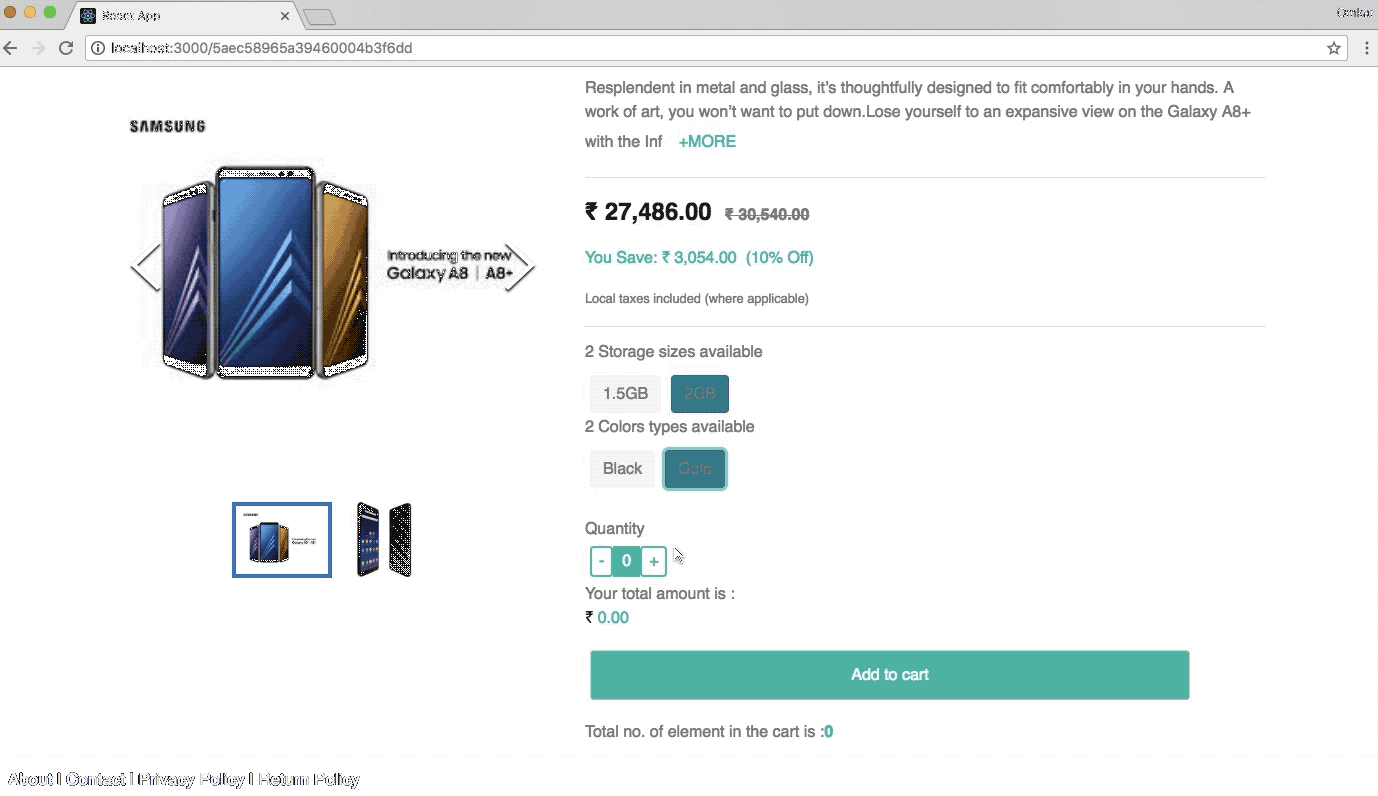 React App
localhost:3000/5aec58965a39460004b3f6dd
Resplendent in metal and glass, it’s thoughtfully designed to fit comfortably in your hands. A
work of art, you won’t want to put down.Lose yourself to an expansive view on the Galaxy A8+
with the Inf +MORE
SAMSUNG
Introducing the new
Galaxy A8 | A8+
₹ 27,486.00 ₹ 30,540.00
You Save: ₹ 3,054.00 (10% Off)
Local taxes included (where applicable)
2 Storage sizes available
1.5GB 2GB
2 Colors types available
Black Gold
Quantity
- 0 +
Your total amount is :
₹ 0.00
Add to cart
Total no. of element in the cart is :0
About | Contact | Privacy Policy | Return Policy